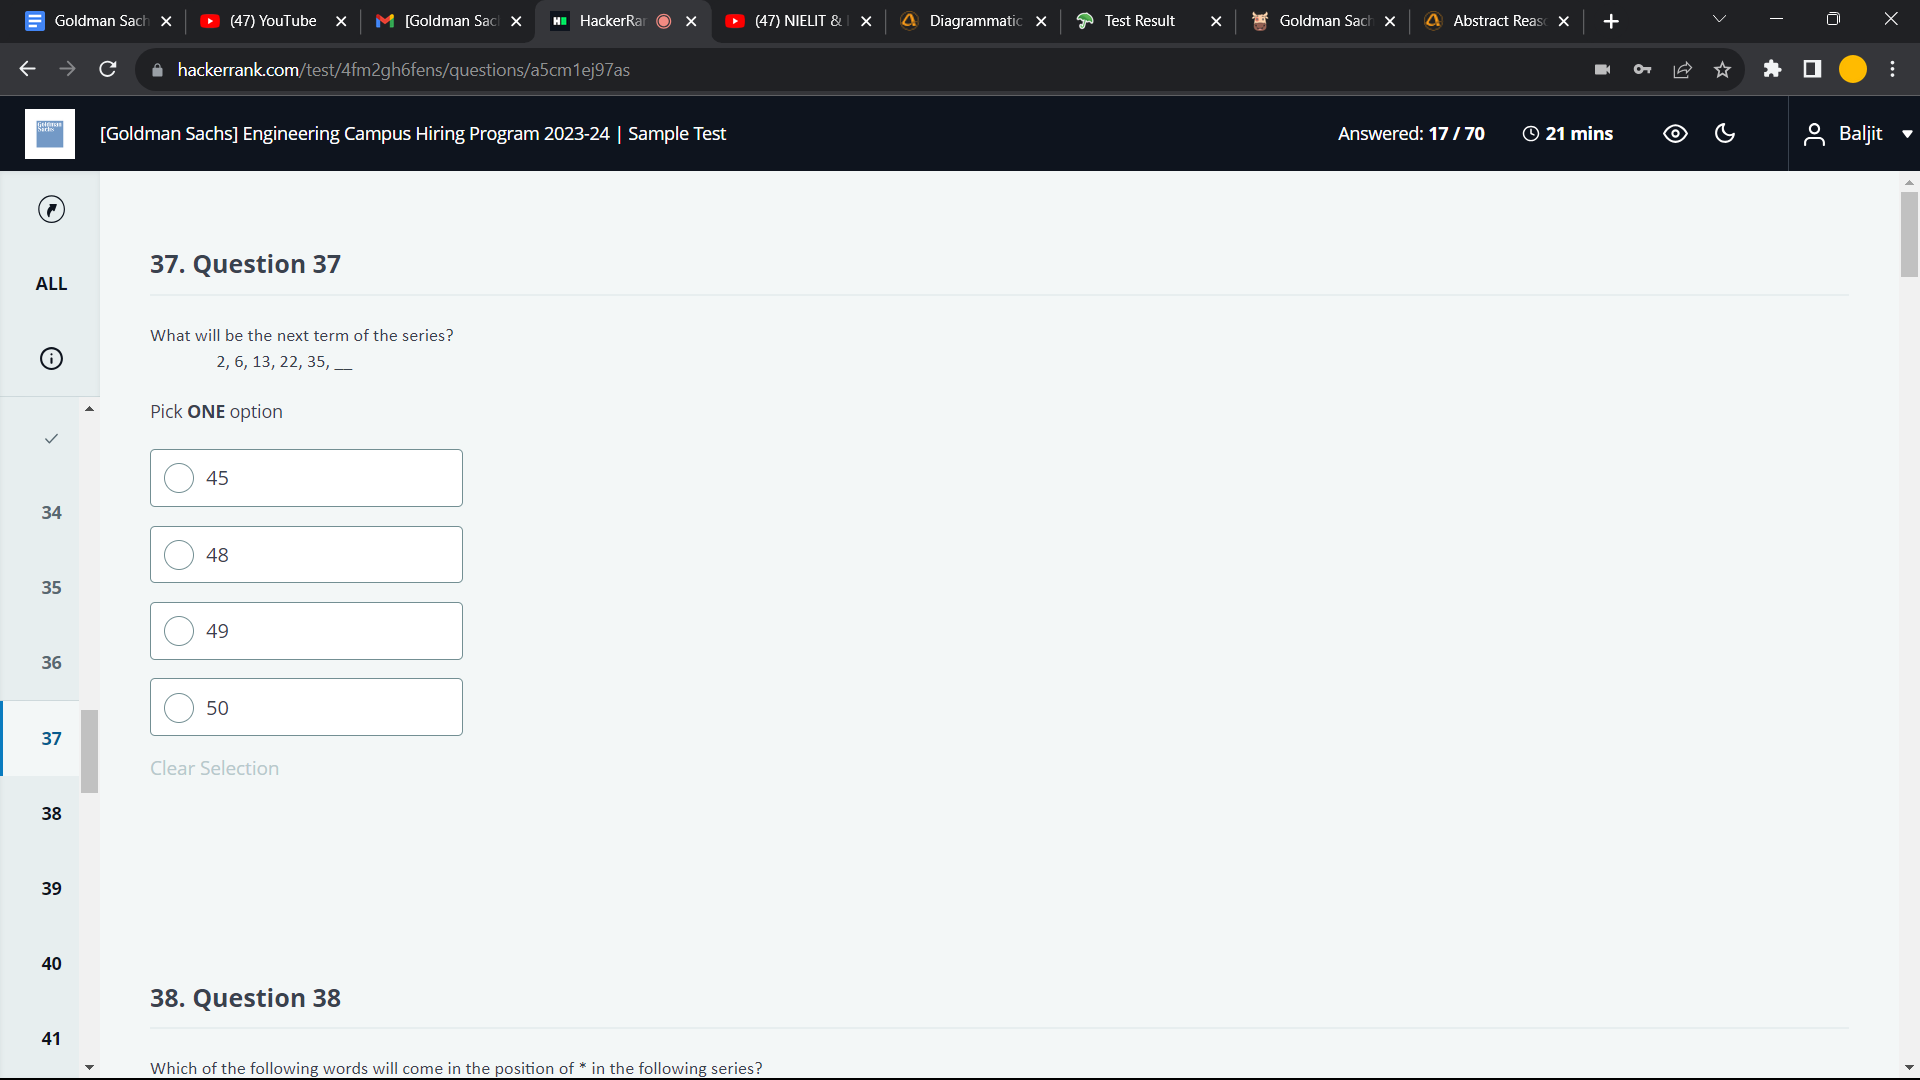 Goldman Sach
(47) YouTube
[Goldman Sac
HackerRar
(47) NIELIT &
Diagrammatic
Test Result
Goldman Sach
Abstract Reaso
hackerrank.com/test/4fm2gh6fens/questions/a5cm1ej97as
Goldman
Sachs
[Goldman Sachs] Engineering Campus Hiring Program 2023-24 | Sample Test
Answered: 17 / 70
21 mins
Baljit
ALL
34
35
36
37
38
39
40
41
37. Question 37
What will be the next term of the series?
2, 6, 13, 22, 35, __
Pick ONE option
45
48
49
50
Clear Selection
38. Question 38
Which of the following words will come in the position of * in the following series?